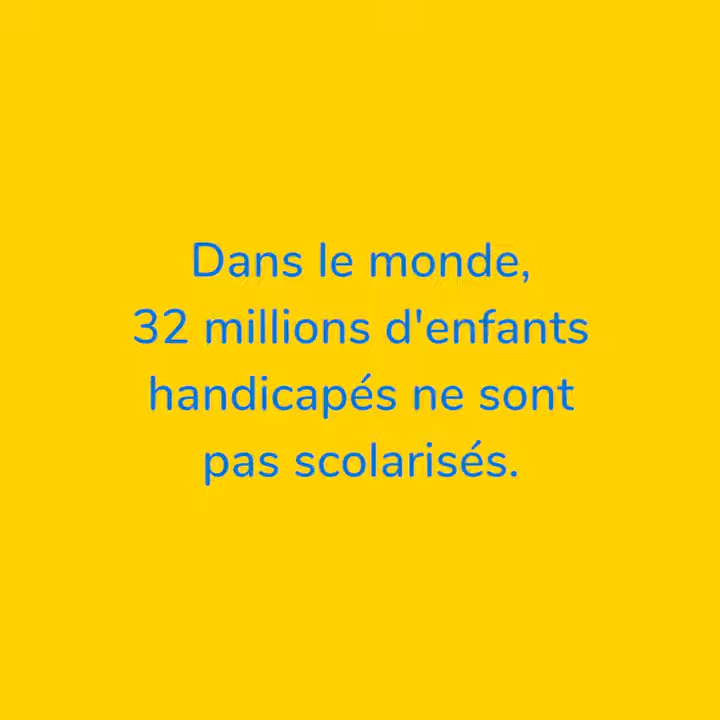 Dans le monde,
32 millions d'enfants
handicapés ne sont
pas scolarisés.